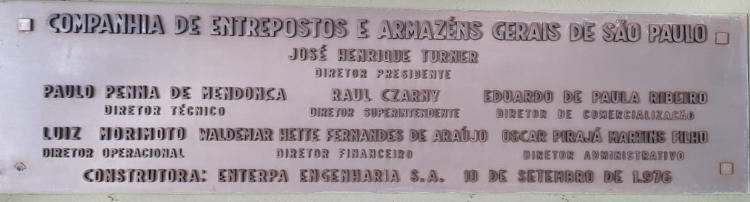 COMPANHIA DE ENTREPOSTOS E ARMAZÉNS GERAIS DE SÃO PAULO
JOSÉ HENRIQUE TURNER
DIRETOR PRESIDENTE
PAULO PENNA DE MENDONCA RAUL CZARNY EDUARDO DE PAULA RIBEIRO
DIRETOR TÉCNICO DIRETOR SUPERINTENDENTE DIRETOR DE COMERCIALIZAÇÃO
LUIZ MORIMOTO WALDEMAR HETTE FERNANDES DE ARAÚJO OSCAR PIRAJÁ MARTINS FILHO
DIRETOR OPERACIONAL DIRETOR FINANCEIRO DIRETOR ADMINISTRATIVO
CONSTRUTORA: ENTERPA ENGENHARIA S.A. 10 DE SETEMBRO DE 1.976